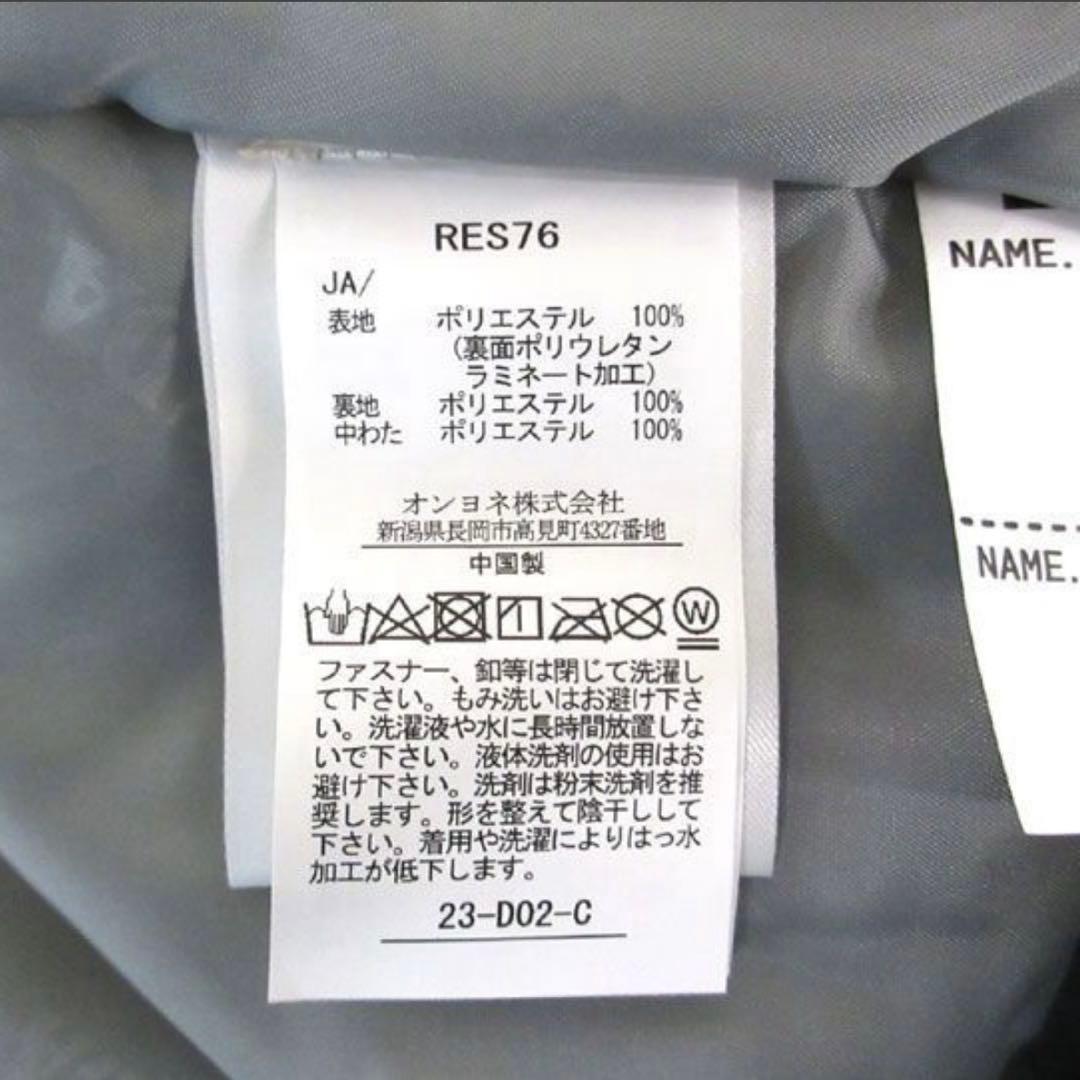 RES76
JA/
表地 ポリエステル 100%
(裏面ポリウレタン
ラミネート加工)
裏地 ポリエステル 100%
中わた ポリエステル 100%
オンヨネ株式会社
新潟県長岡市高見町4327番地
中国製
W
ファスナー、釦等は閉じて洗濯し
て下さい。もみ洗いはお避け下さ
い。洗濯液や水に長時間放置しな
いで下さい。液体洗剤の使用はお
避け下さい。洗剤は粉末洗剤を推
奨します。形を整えて陰干しして
下さい。着用や洗濯によりはっ水
加工が低下します。
23-D02-C
NAME.
NAME.